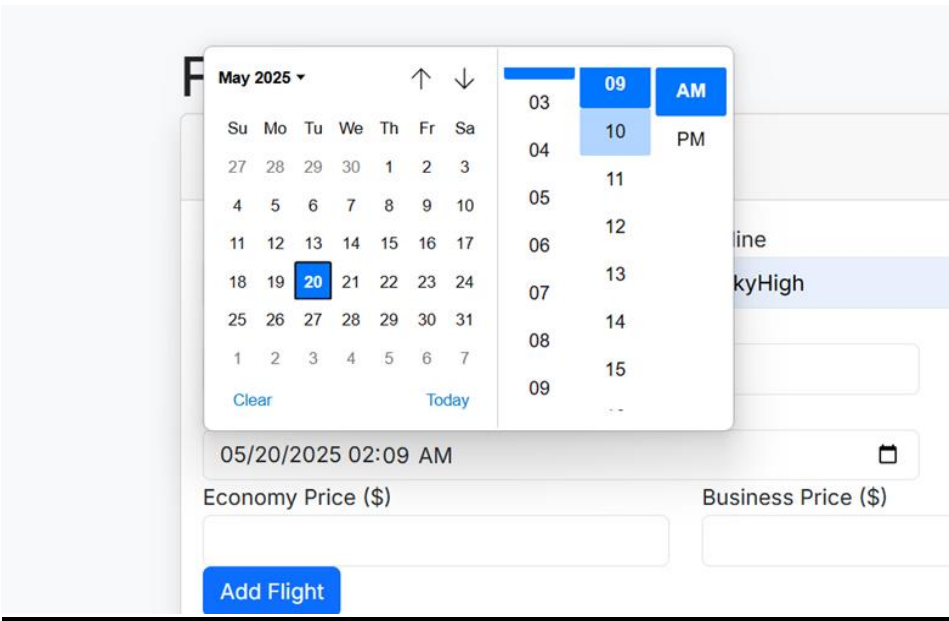 F
May 2025
Su Mo Tu We Th Fr Sa
27 28 29 30 1 2 3
4 5 6 7 8 9 10
11 12 13 14 15 16 17
18 19 20 21 22 23 24
25 26 27 28 29 30 31
1 2 3 4 5 6 7
Clear Today
09 AM
03
10 PM
04
11
05
12
06
13
07
14
08
15
09
line
kyHigh
05/20/2025 02:09 AM
Economy Price ($) Business Price ($)
Add Flight